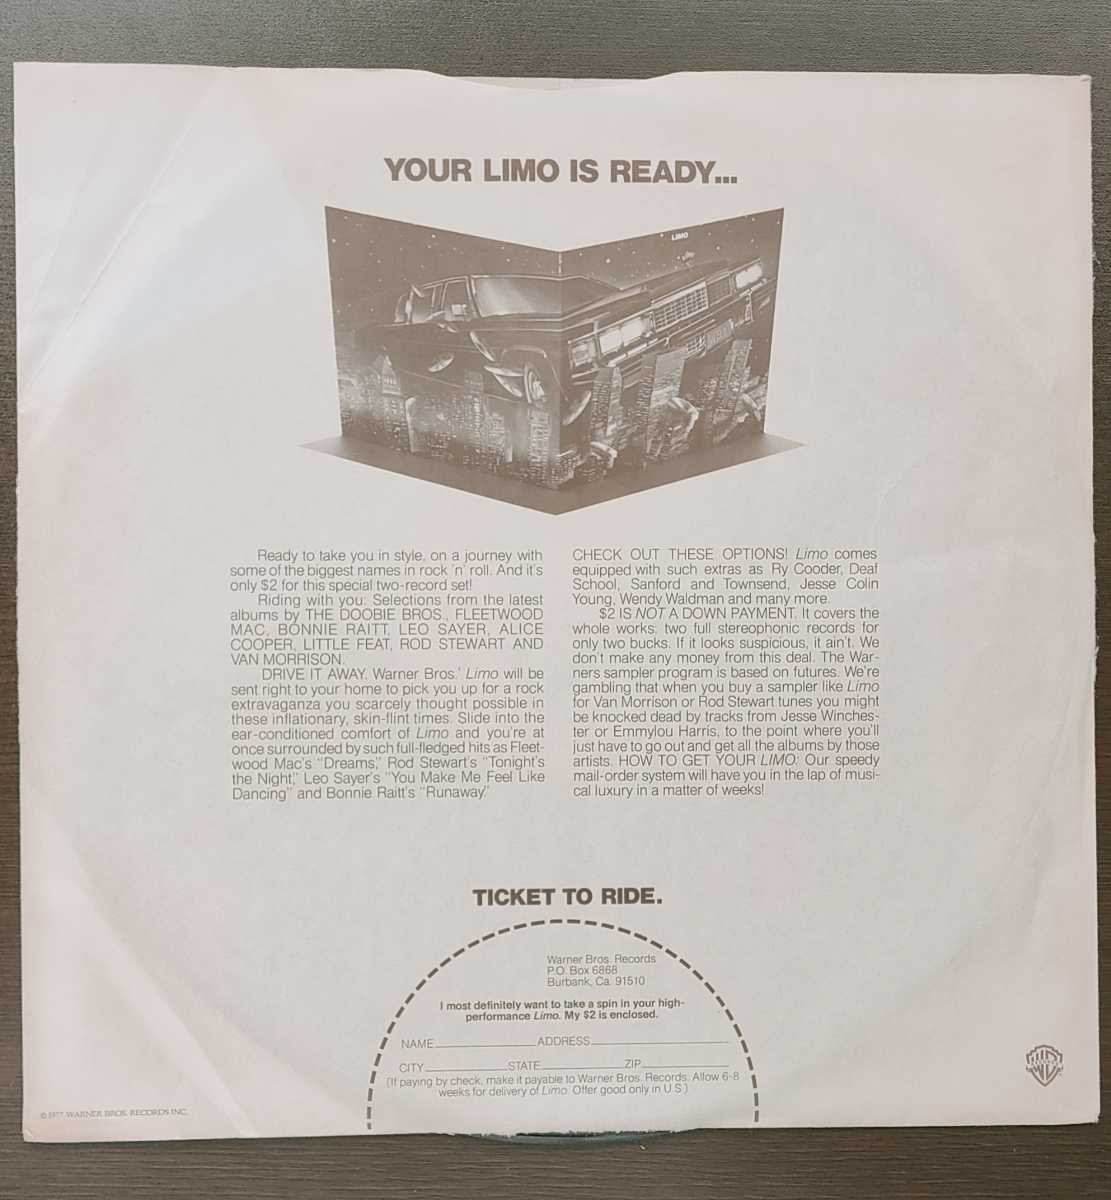 YOUR LIMO IS READY...
LIMO
Ready to take you in style, on a journey with
some of the biggest names in rock 'n' roll. And it's
only $2 for this special two-record set!
Riding with you: Selections from the latest
albums by THE DOOBIE BROS., FLEETWOOD
MAC, BONNIE RAITT, LEO SAYER, ALICE
COOPER, LITTLE FEAT, ROD STEWART AND
VAN MORRISON.
DRIVE IT AWAY. Warner Bros.' Limo will be
sent right to your home to pick you up for a rock
extravaganza you scarcely thought possible in
these inflationary, skin-flint times. Slide into the
ear-conditioned comfort of Limo and you're at
once surrounded by such full-fledged hits as Fleet-
wood Mac's "Dreams," Rod Stewart's "Tonight's
the Night," Leo Sayer's "You Make Me Feel Like
Dancing" and Bonnie Raitt's "Runaway."
CHECK OUT THESE OPTIONS! Limo comes
equipped with such extras as Ry Cooder, Deaf
School, Sanford and Townsend, Jesse Colin
Young, Wendy Waldman and many more.
$2 IS NOT A DOWN PAYMENT. It covers the
whole works: two full stereophonic records for
only two bucks. If it looks suspicious, it ain't. We
don't make any money from this deal. The War-
ners sampler program is based on futures. We're
gambling that when you buy a sampler like Limo
for Van Morrison or Rod Stewart tunes you might
be knocked dead by tracks from Jesse Winches-
ter or Emmylou Harris, to the point where you'll
just have to go out and get all the albums by those
artists. HOW TO GET YOUR LIMO: Our speedy
mail-order system will have you in the lap of musi-
cal luxury in a matter of weeks!
TICKET TO RIDE.
Warner Bros. Records
P.O. Box 6868
Burbank, Ca. 91510
I most definitely want to take a spin in your high-
performance Limo. My $2 is enclosed.
NAME ADDRESS
CITY STATE ZIP
(If paying by check, make it payable to Warner Bros. Records. Allow 6-8
weeks for delivery of Limo. Offer good only in U.S.)
©1977 WARNER BROS. RECORDS INC.